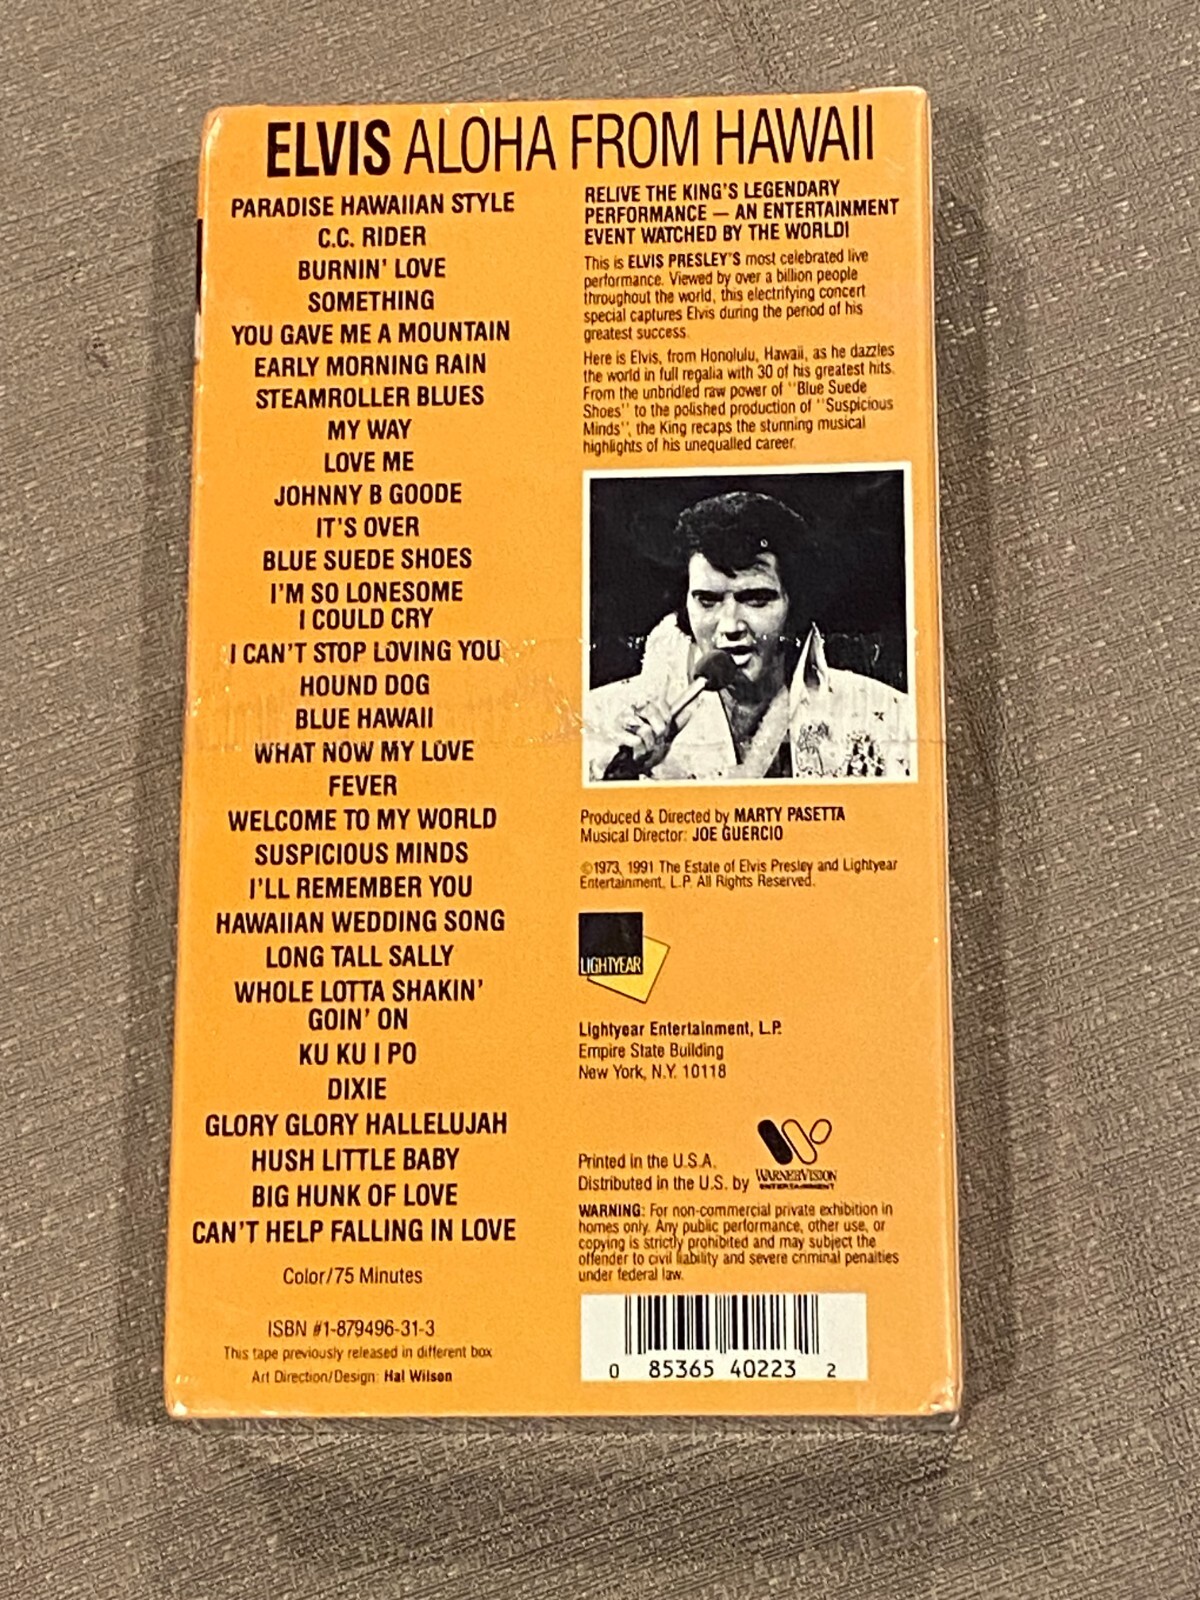 ELVIS ALOHA FROM HAWAII
PARADISE HAWAIIAN STYLE
C.C. RIDER
BURNIN' LOVE
SOMETHING
YOU GAVE ME A MOUNTAIN
EARLY MORNING RAIN
STEAMROLLER BLUES
MY WAY
LOVE ME
JOHNNY B GOODE
IT'S OVER
BLUE SUEDE SHOES
I'M SO LONESOME
I COULD CRY
I CAN'T STOP LOVING YOU
HOUND DOG
BLUE HAWAII
WHAT NOW MY LOVE
FEVER
WELCOME TO MY WORLD
SUSPICIOUS MINDS
I'LL REMEMBER YOU
HAWAIIAN WEDDING SONG
LONG TALL SALLY
WHOLE LOTTA SHAKIN'
GOIN' ON
KU KU I PO
DIXIE
GLORY GLORY HALLELUJAH
HUSH LITTLE BABY
BIG HUNK OF LOVE
CAN'T HELP FALLING IN LOVE
Color/75 Minutes
ISBN #1-879496-31-3
This tape previously released in different box
Art Direction/Design: Hal Wilson
RELIVE THE KING'S LEGENDARY
PERFORMANCE — AN ENTERTAINMENT
EVENT WATCHED BY THE WORLD!
This is ELVIS PRESLEY'S most celebrated live
performance. Viewed by over a billion people
throughout the world, this electrifying concert
special captures Elvis during the period of his
greatest success.
Here is Elvis, from Honolulu, Hawaii, as he dazzles
the world in full regalia with 30 of his greatest hits.
From the unbridled raw power of "Blue Suede
Shoes" to the polished production of "Suspicious
Minds", the King recaps the stunning musical
highlights of his unequalled career.
Produced & Directed by MARTY PASETTA
Musical Director: JOE GUERCIO
©1973, 1991 The Estate of Elvis Presley and Lightyear
Entertainment, L.P. All Rights Reserved.
LIGHTYEAR
Lightyear Entertainment, L.P.
Empire State Building
New York, N.Y. 10118
Printed in the U.S.A.
Distributed in the U.S. by
WARNERVISION
ENTERTAINMENT
WARNING: For non-commercial private exhibition in
homes only. Any public performance, other use, or
copying is strictly prohibited and may subject the
offender to civil liability and severe criminal penalties
under federal law.
0 85365 40223 2